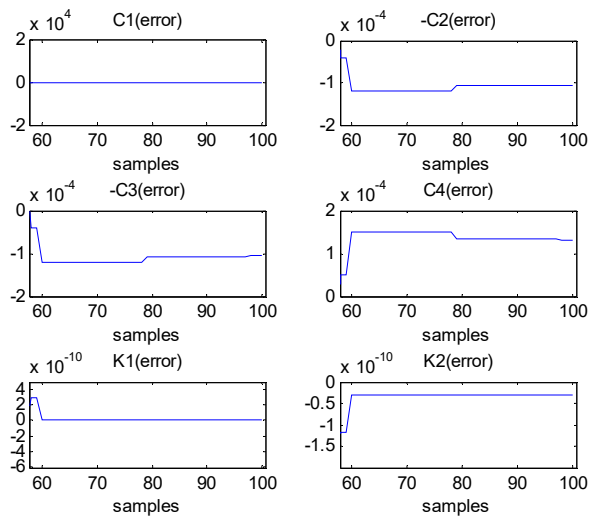 x 10^4 C1(error)
2
0
-2
60 70 80 90 100
samples
x 10^-4 -C2(error)
0
-1
-2
60 70 80 90 100
samples
x 10^-4 -C3(error)
0
-1
-2
60 70 80 90 100
samples
x 10^-4 C4(error)
2
0
-2
60 70 80 90 100
samples
x 10^-10 K1(error)
4
2
0
-2
-4
-6
60 70 80 90 100
samples
x 10^-10 K2(error)
0
-0.5
-1
-1.5
60 70 80 90 100
samples